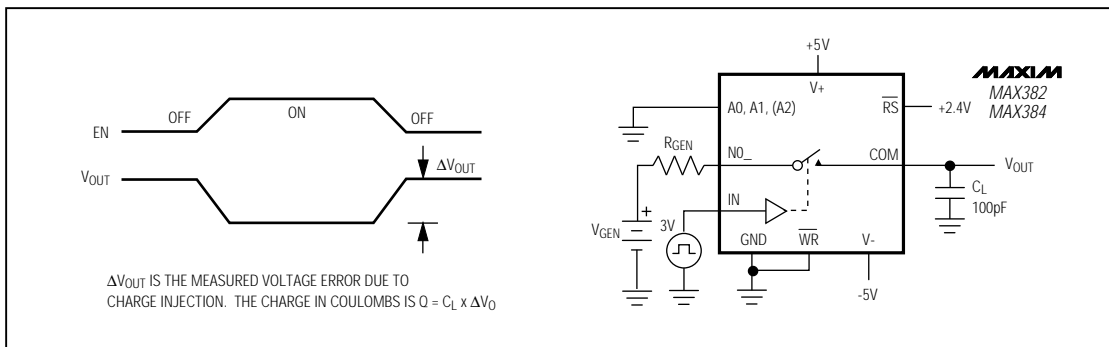 OFF
ON
OFF
EN
VOUT
ΔVOUT
ΔVOUT IS THE MEASURED VOLTAGE ERROR DUE TO
CHARGE INJECTION. THE CHARGE IN COULOMBS IS Q = CL x ΔVO
+5V
V+
A0, A1, (A2)
RS
+2.4V
MAXIM
MAX382
MAX384
RGEN
N0_
COM
VOUT
CL
100pF
IN
VGEN
+
3V
GND
WR
V-
-5V